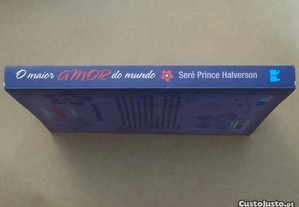 O maior AMOR do mundo Seré Prince Halverson
CustoJusto.pt